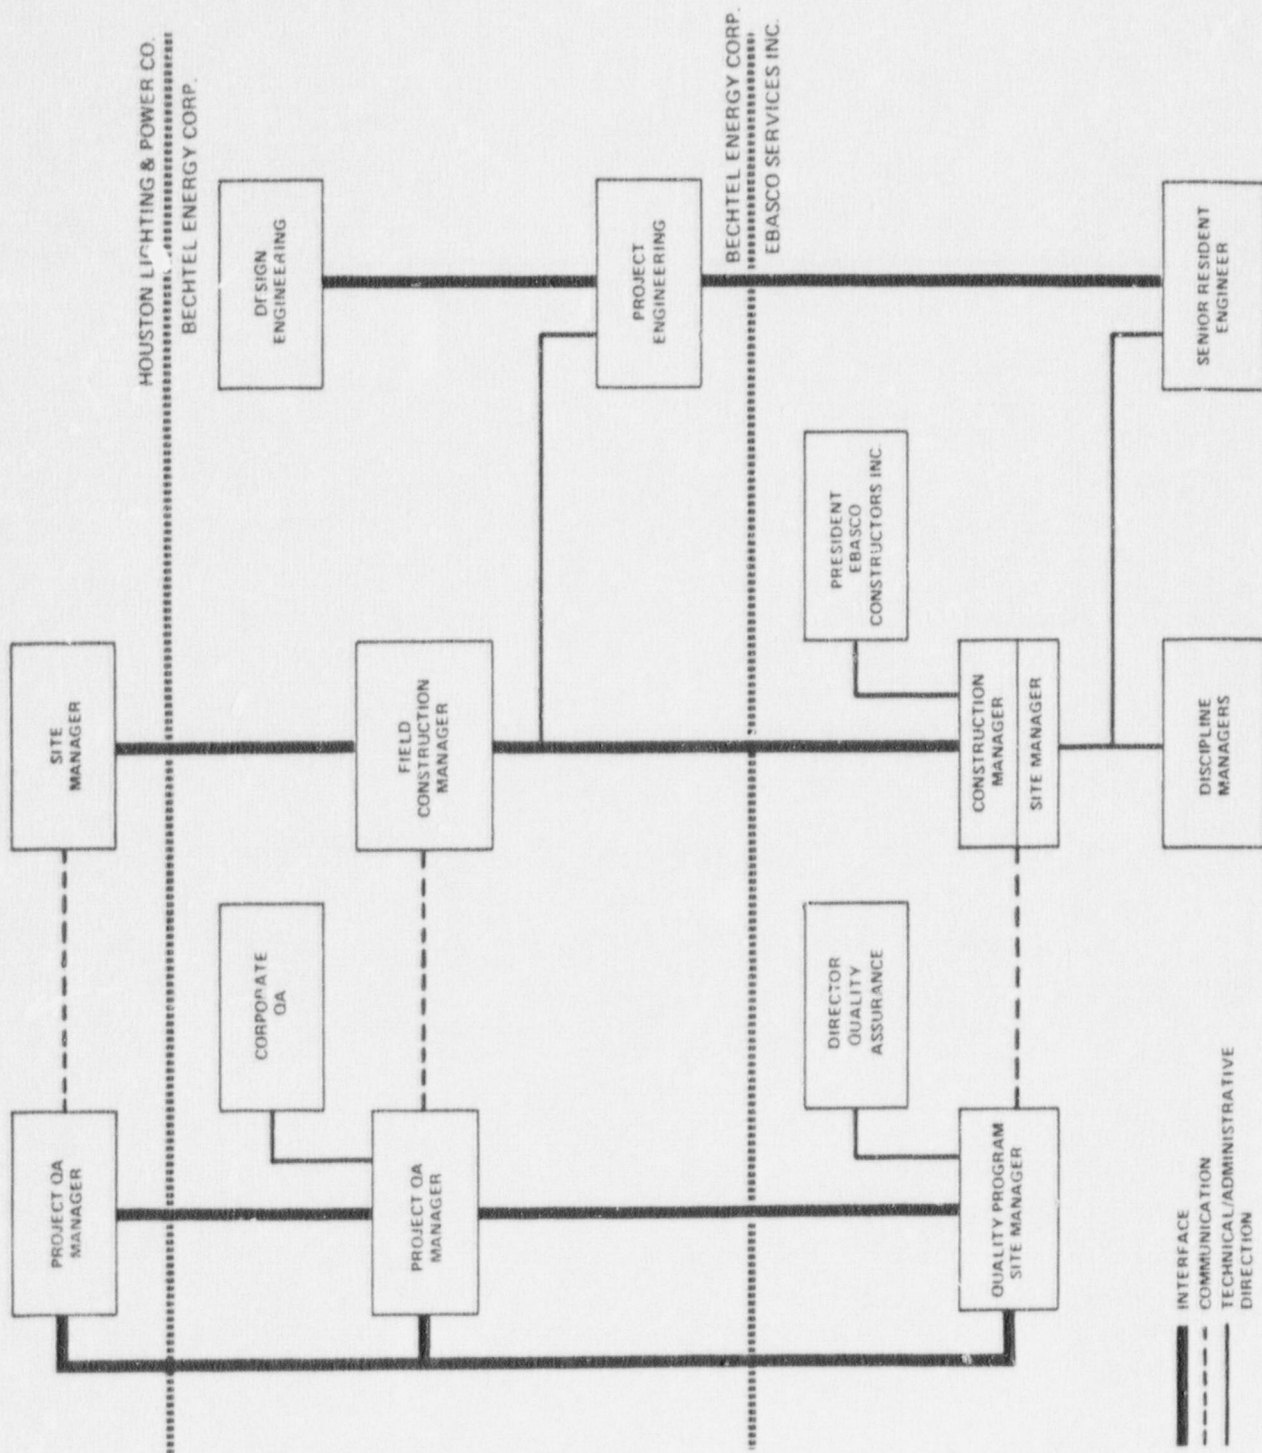 PROJECT QA
MANAGER
SITE
MANAGER
HOUSTON LIGHTING & POWER CO.
BECHTEL ENERGY CORP.
CORPORATE
QA
DESIGN
ENGINEERING
PROJECT QA
MANAGER
FIELD
CONSTRUCTION
MANAGER
PROJECT
ENGINEERING
BECHTEL ENERGY CORP.
EBASCO SERVICES INC.
DIRECTOR
QUALITY
ASSURANCE
PRESIDENT
EBASCO
CONSTRUCTORS INC.
QUALITY PROGRAM
SITE MANAGER
CONSTRUCTION
MANAGER
SITE MANAGER
DISCIPLINE
MANAGERS
SENIOR RESIDENT
ENGINEER
INTERFACE
COMMUNICATION
TECHNICAL/ADMINISTRATIVE
DIRECTION